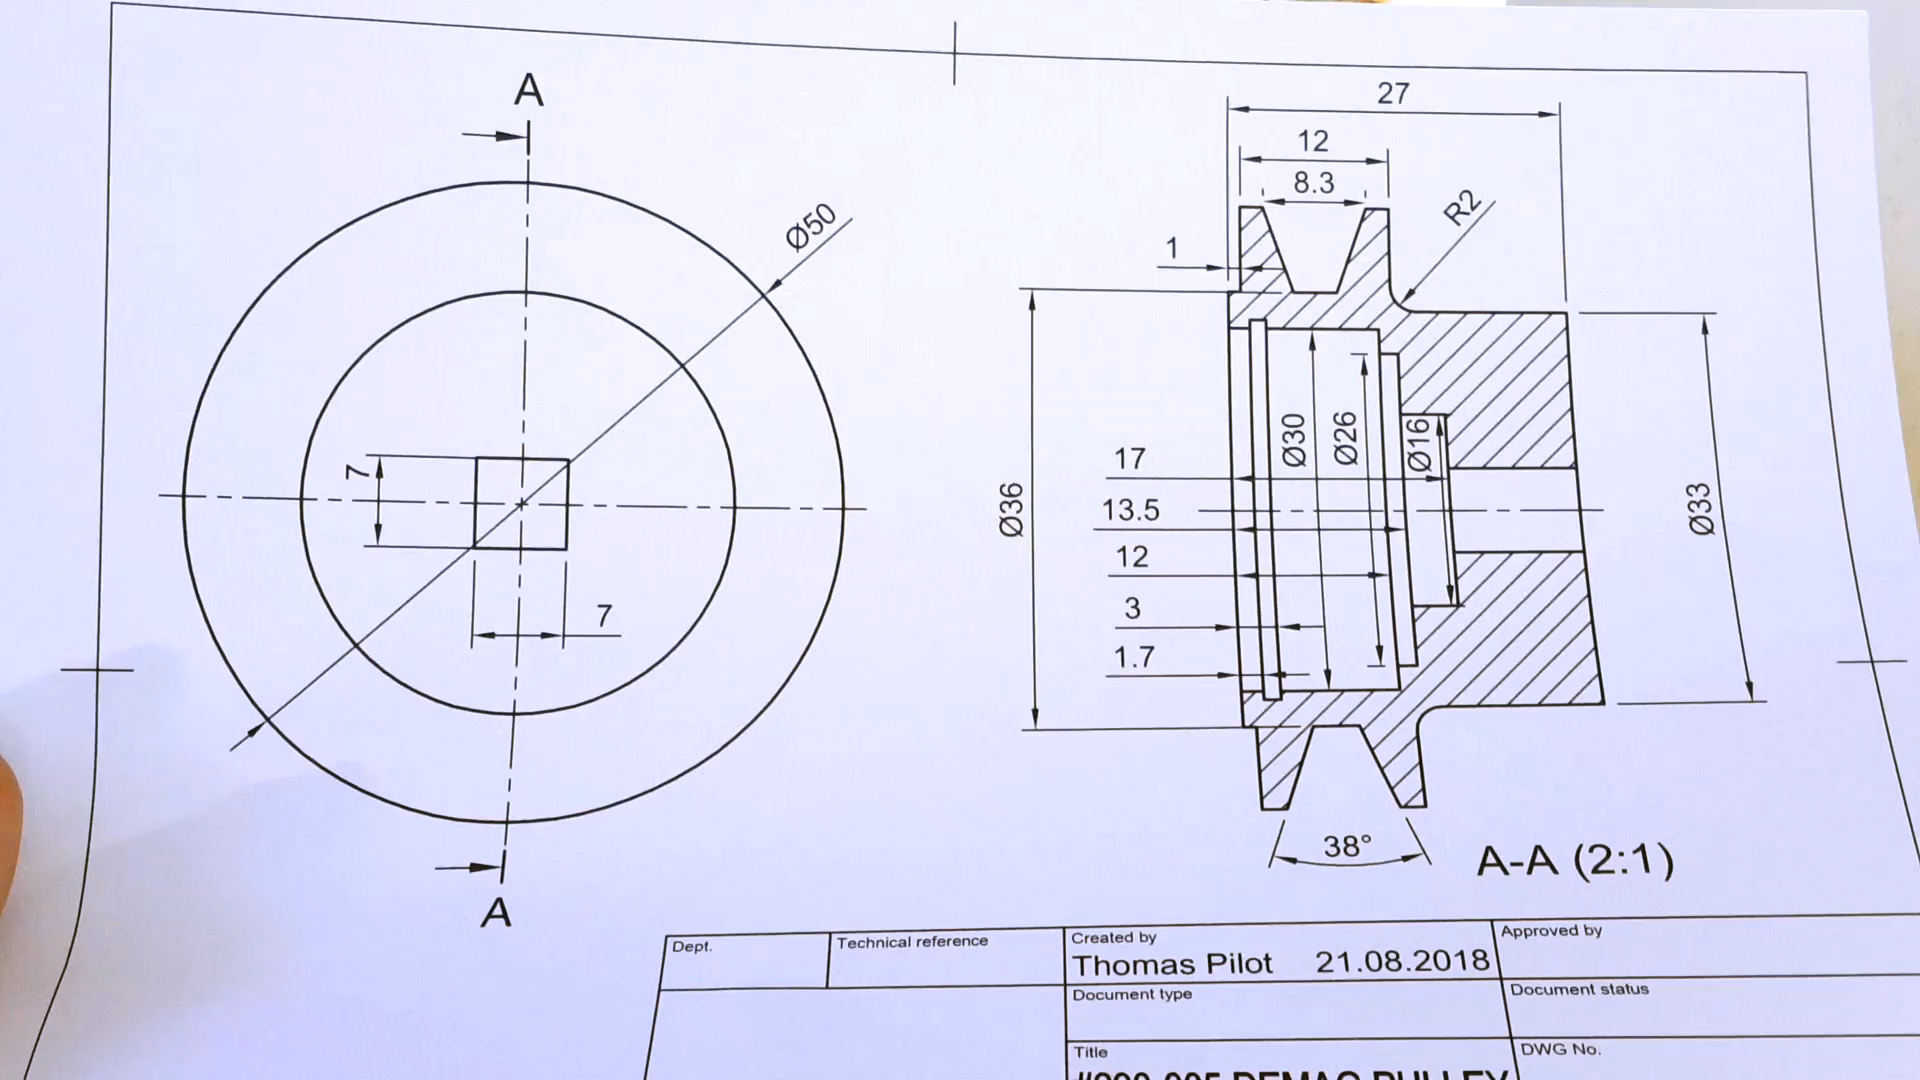 A
Ø50
7
7
A
27
12
8.3
R2
1
Ø30
Ø26
Ø16
17
13.5
12
3
1.7
Ø36
Ø33
38°
A-A (2:1)
Dept.
Technical reference
Created by
Thomas Pilot 21.08.2018
Approved by
Document type
Document status
Title
DWG No.
DEMAG PULLEY